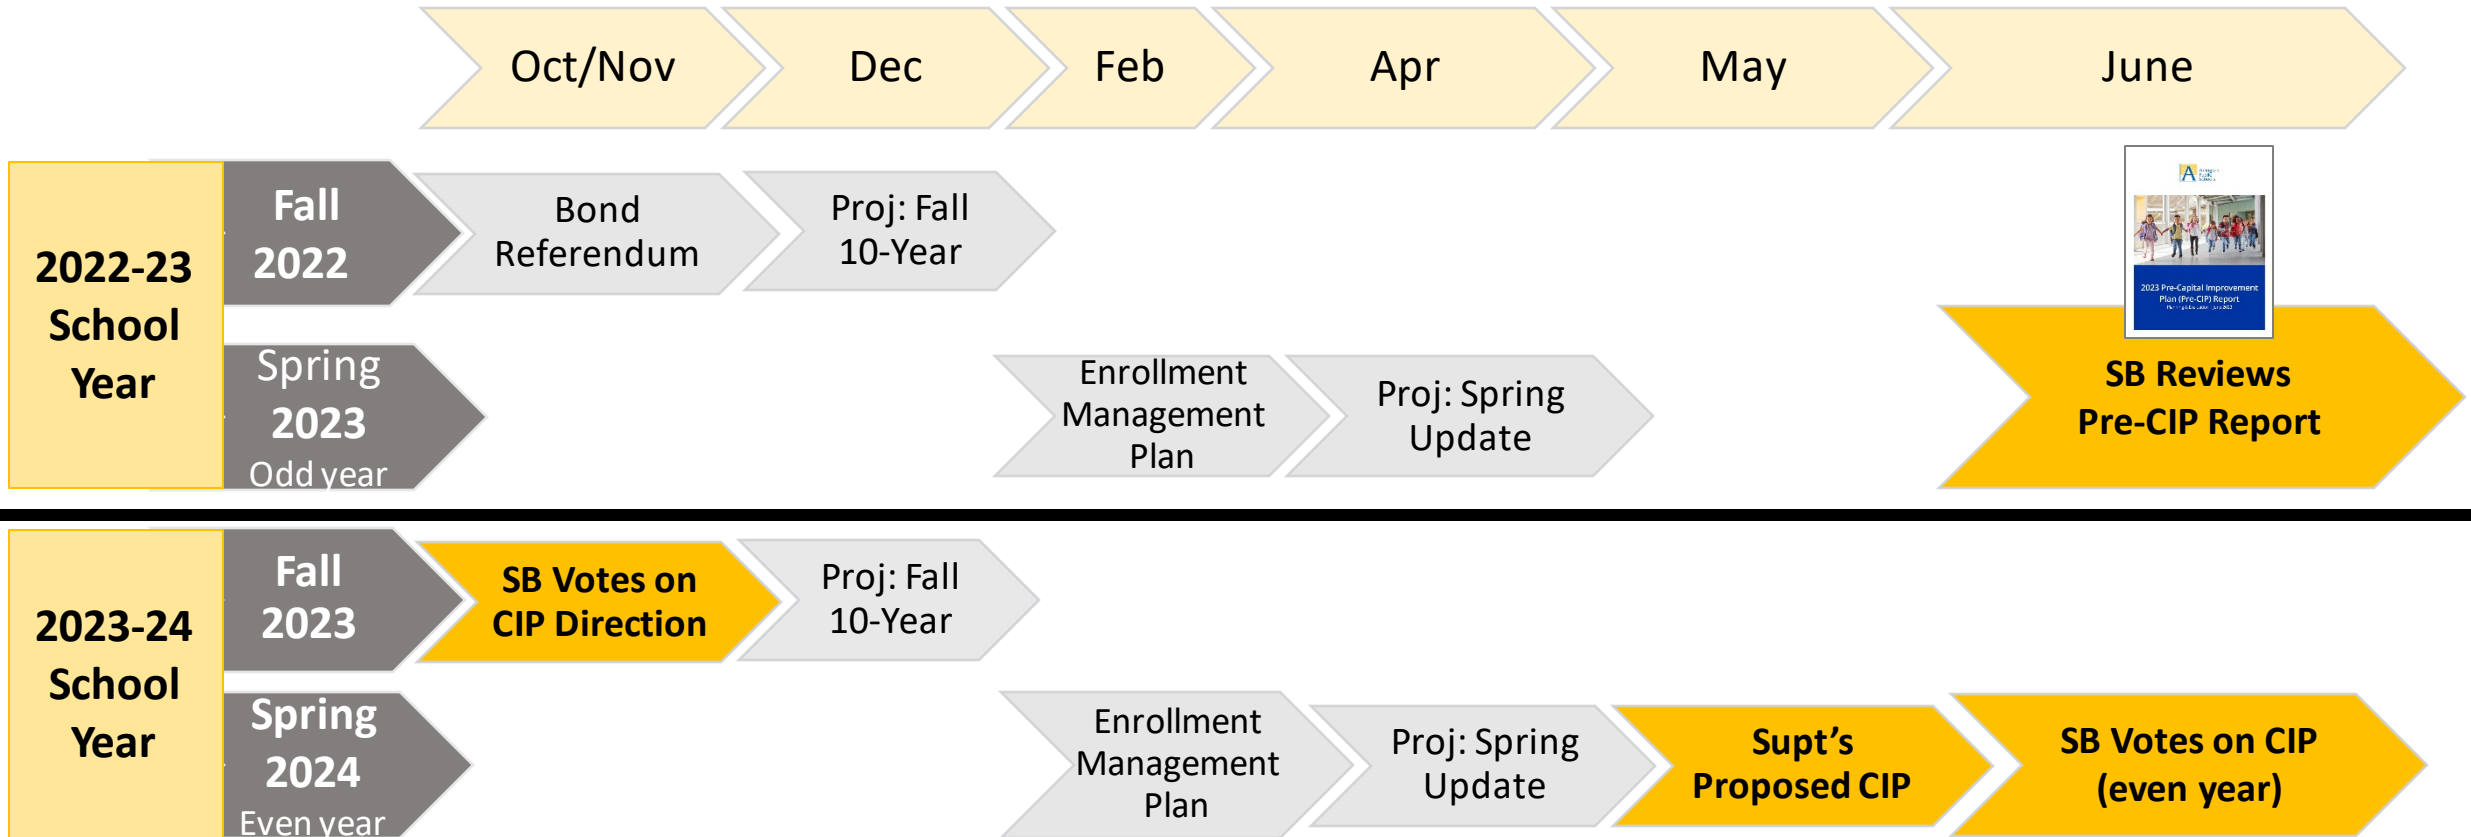 Oct/Nov
Dec
Feb
Apr
May
June
2022-23
School
Year
Fall
2022
Bond
Referendum
Proj: Fall
10-Year
Arlington
Public
Schools
2023 Pre-Capital Improvement
Plan (Pre-CIP) Report
Spring
2023
Odd year
Enrollment
Management
Plan
Proj: Spring
Update
SB Reviews
Pre-CIP Report
2023-24
School
Year
Fall
2023
SB Votes on
CIP Direction
Proj: Fall
10-Year
Spring
2024
Even year
Enrollment
Management
Plan
Proj: Spring
Update
Supt’s
Proposed CIP
SB Votes on CIP
(even year)